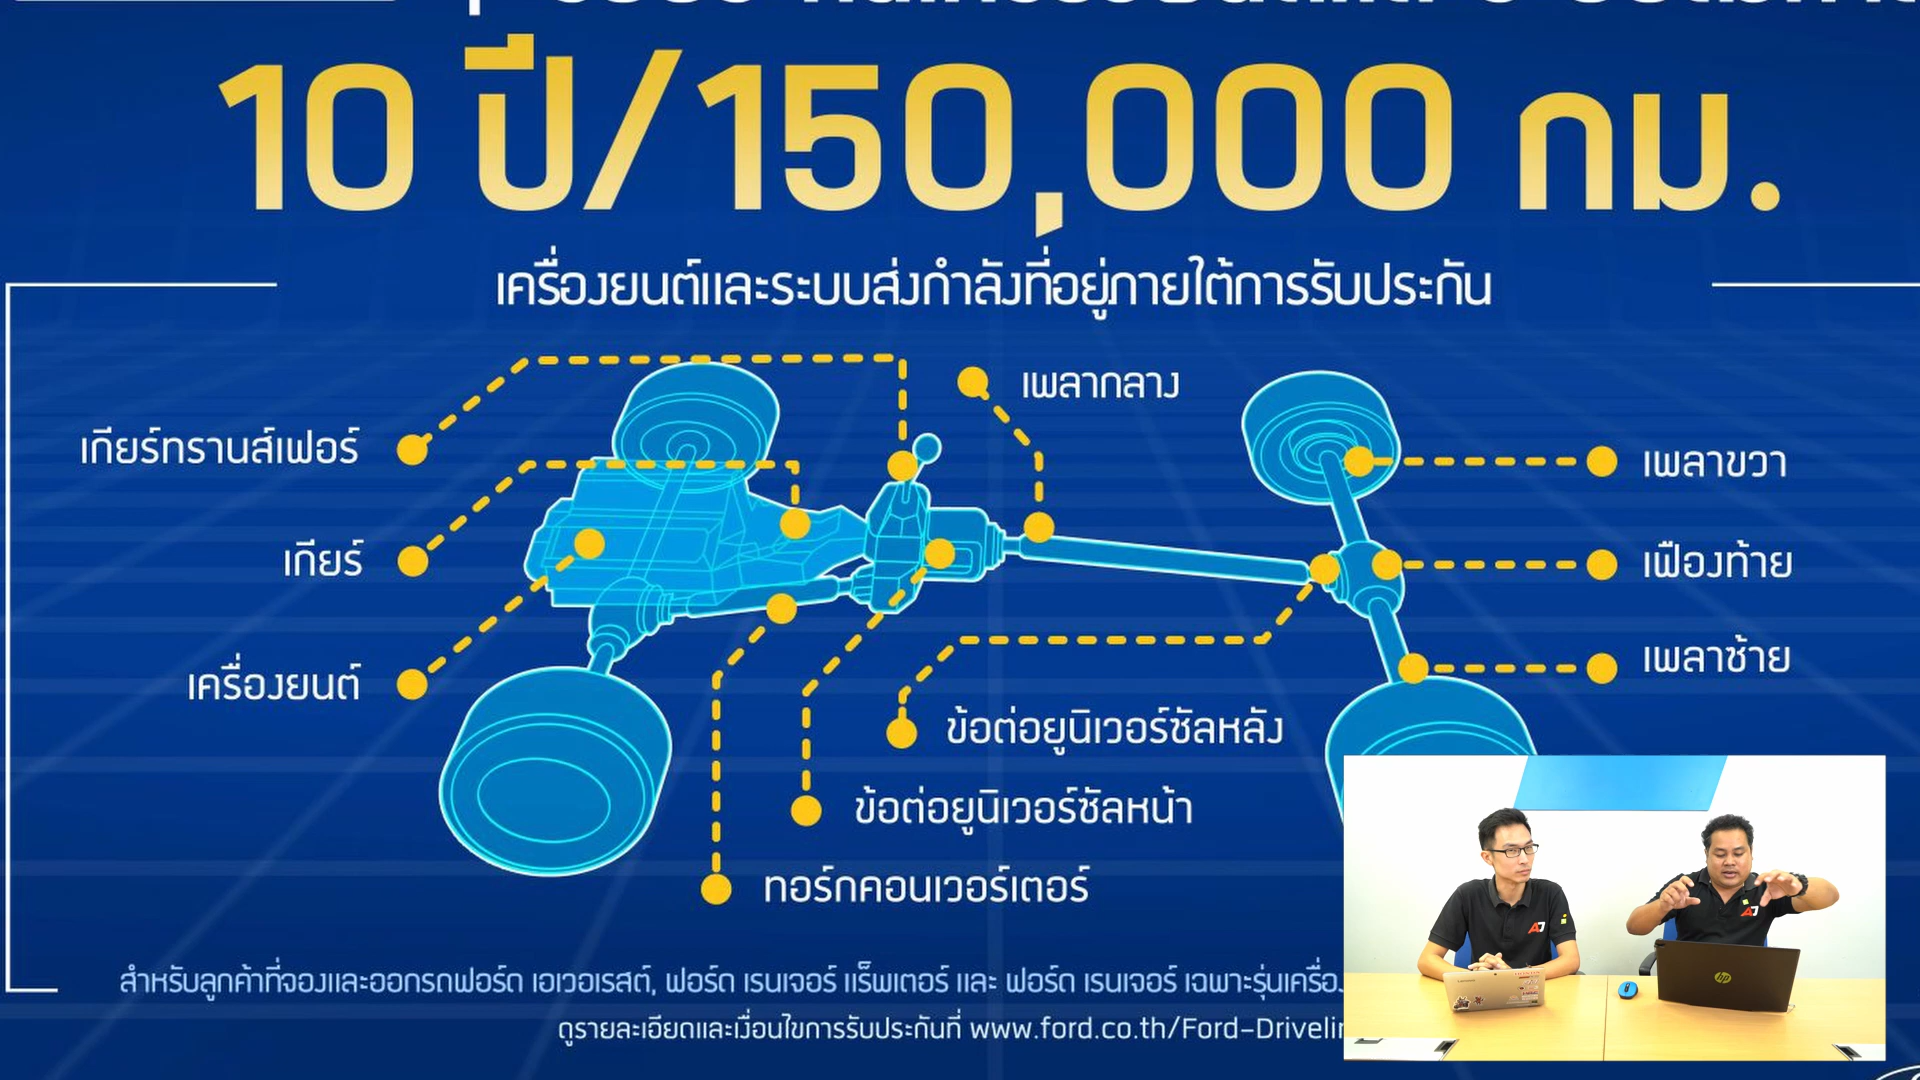 10 ปี/150,000 กม.
เครื่องยนต์และระบบส่งกำลังที่อยู่ภายใต้การรับประกัน
เพลากลาง
เกียร์ทรานส์เฟอร์
เพลาขวา
เกียร์
เฟืองท้าย
เครื่องยนต์
เพลาซ้าย
ข้อต่อยูนิเวอร์ซัลหลัง
ข้อต่อยูนิเวอร์ซัลหน้า
ทอร์กคอนเวอร์เตอร์
สำหรับลูกค้าที่จองและออกรถฟอร์ด เอเวอเรสต์, ฟอร์ด เรนเจอร์ แร็พเตอร์ และ ฟอร์ด เรนเจอร์ เฉพาะรุ่นเครื่อง
ดูรายละเอียดและเงื่อนไขการรับประกันที่ www.ford.co.th/Ford-Drivelin
AJ
AJ
hp